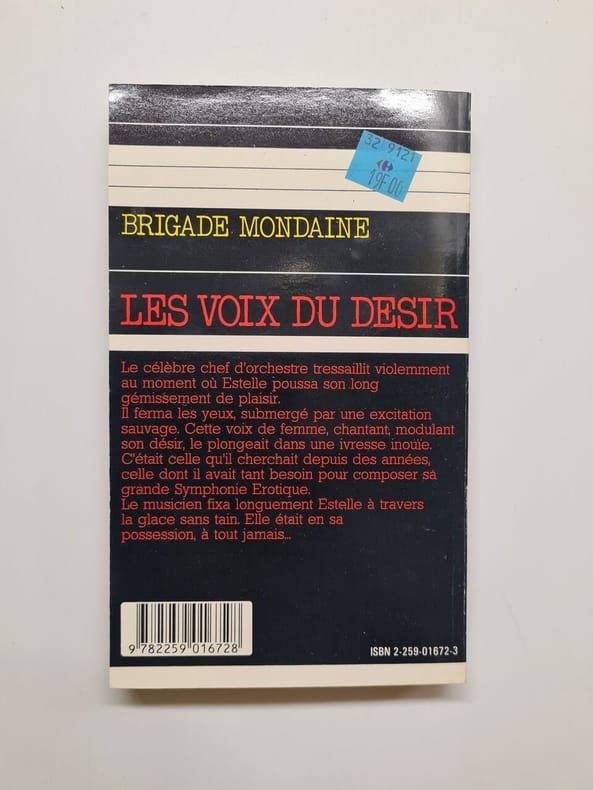 32 9121
19F00
BRIGADE MONDAINE
LES VOIX DU DESIR
Le célèbre chef d'orchestre tressaillit violemment
au moment où Estelle poussa son long
gémissement de plaisir.
Il ferma les yeux, submergé par une excitation
sauvage. Cette voix de femme, chantant, modulant
son désir, le plongeait dans une ivresse inouïe.
C'était celle qu'il cherchait depuis des années,
celle dont il avait tant besoin pour composer sa
grande Symphonie Erotique.
Le musicien fixa longuement Estelle à travers
la glace sans tain. Elle était en sa
possession, à tout jamais...
9 782259 016728
ISBN 2-259-01672-3